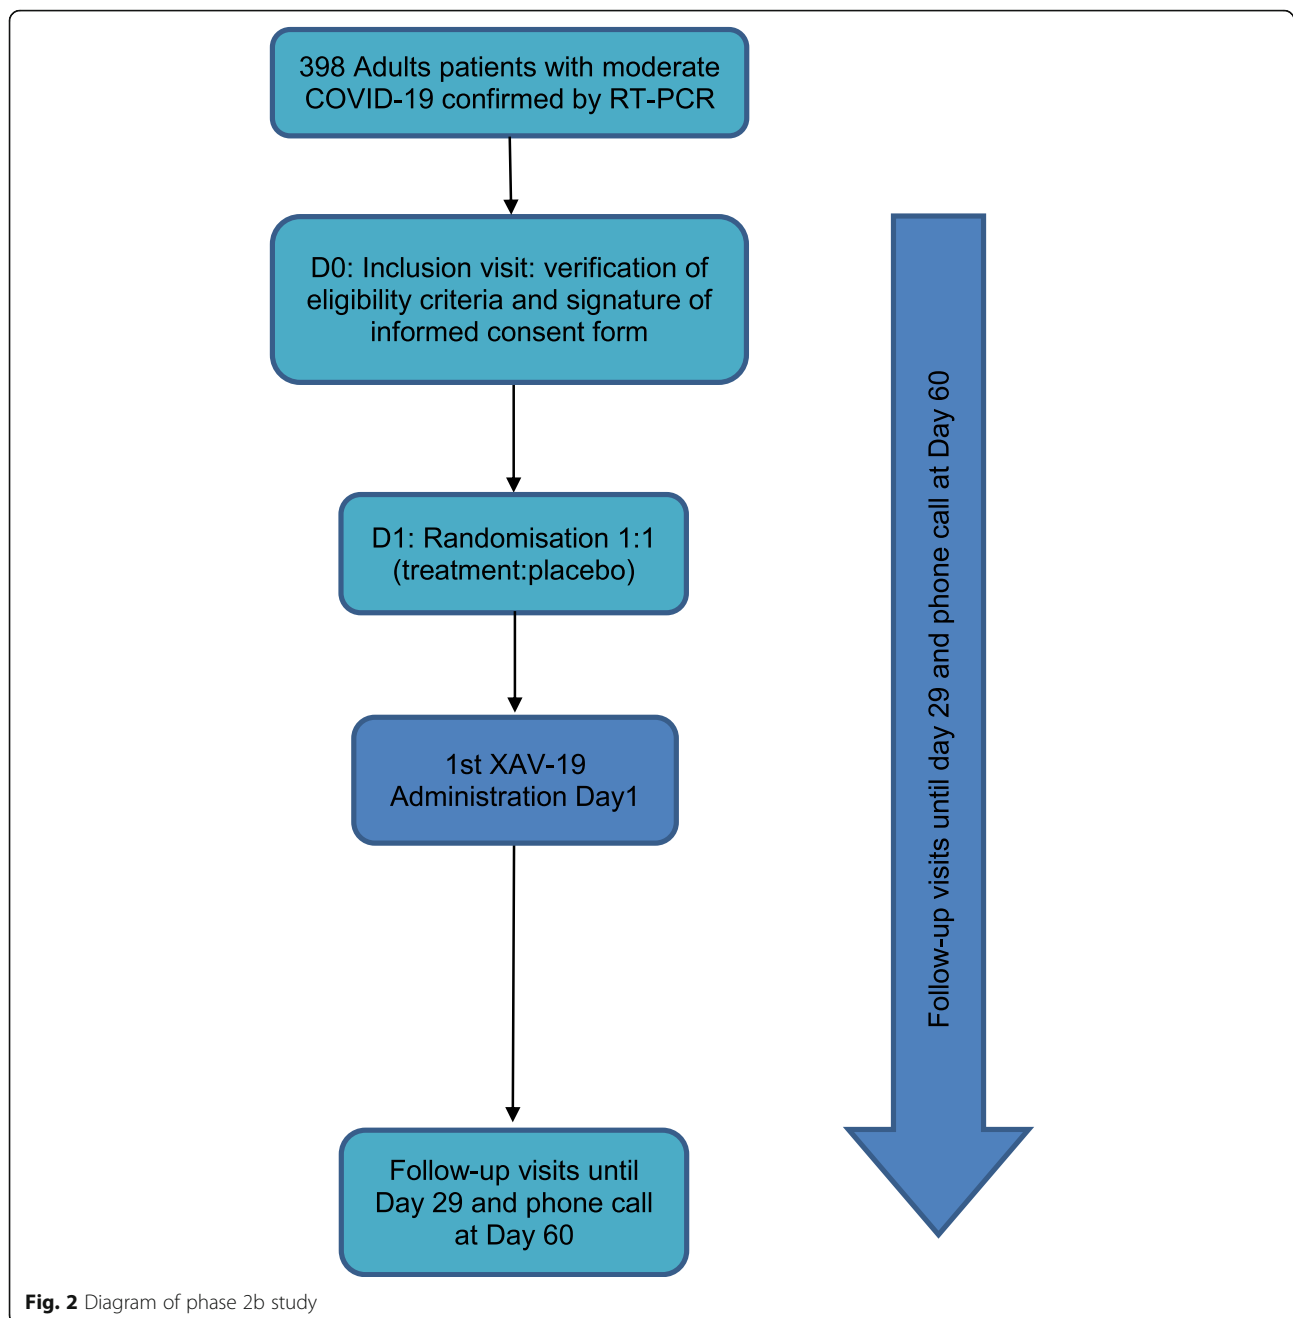 398 Adults patients with moderate
COVID-19 confirmed by RT-PCR
D0: Inclusion visit: verification of
eligibility criteria and signature of
informed consent form
D1: Randomisation 1:1
(treatment:placebo)
1st XAV-19
Administration Day1
Follow-up visits until
Day 29 and phone call
at Day 60
Follow-up visits until day 29 and phone call at Day 60
Fig. 2 Diagram of phase 2b study